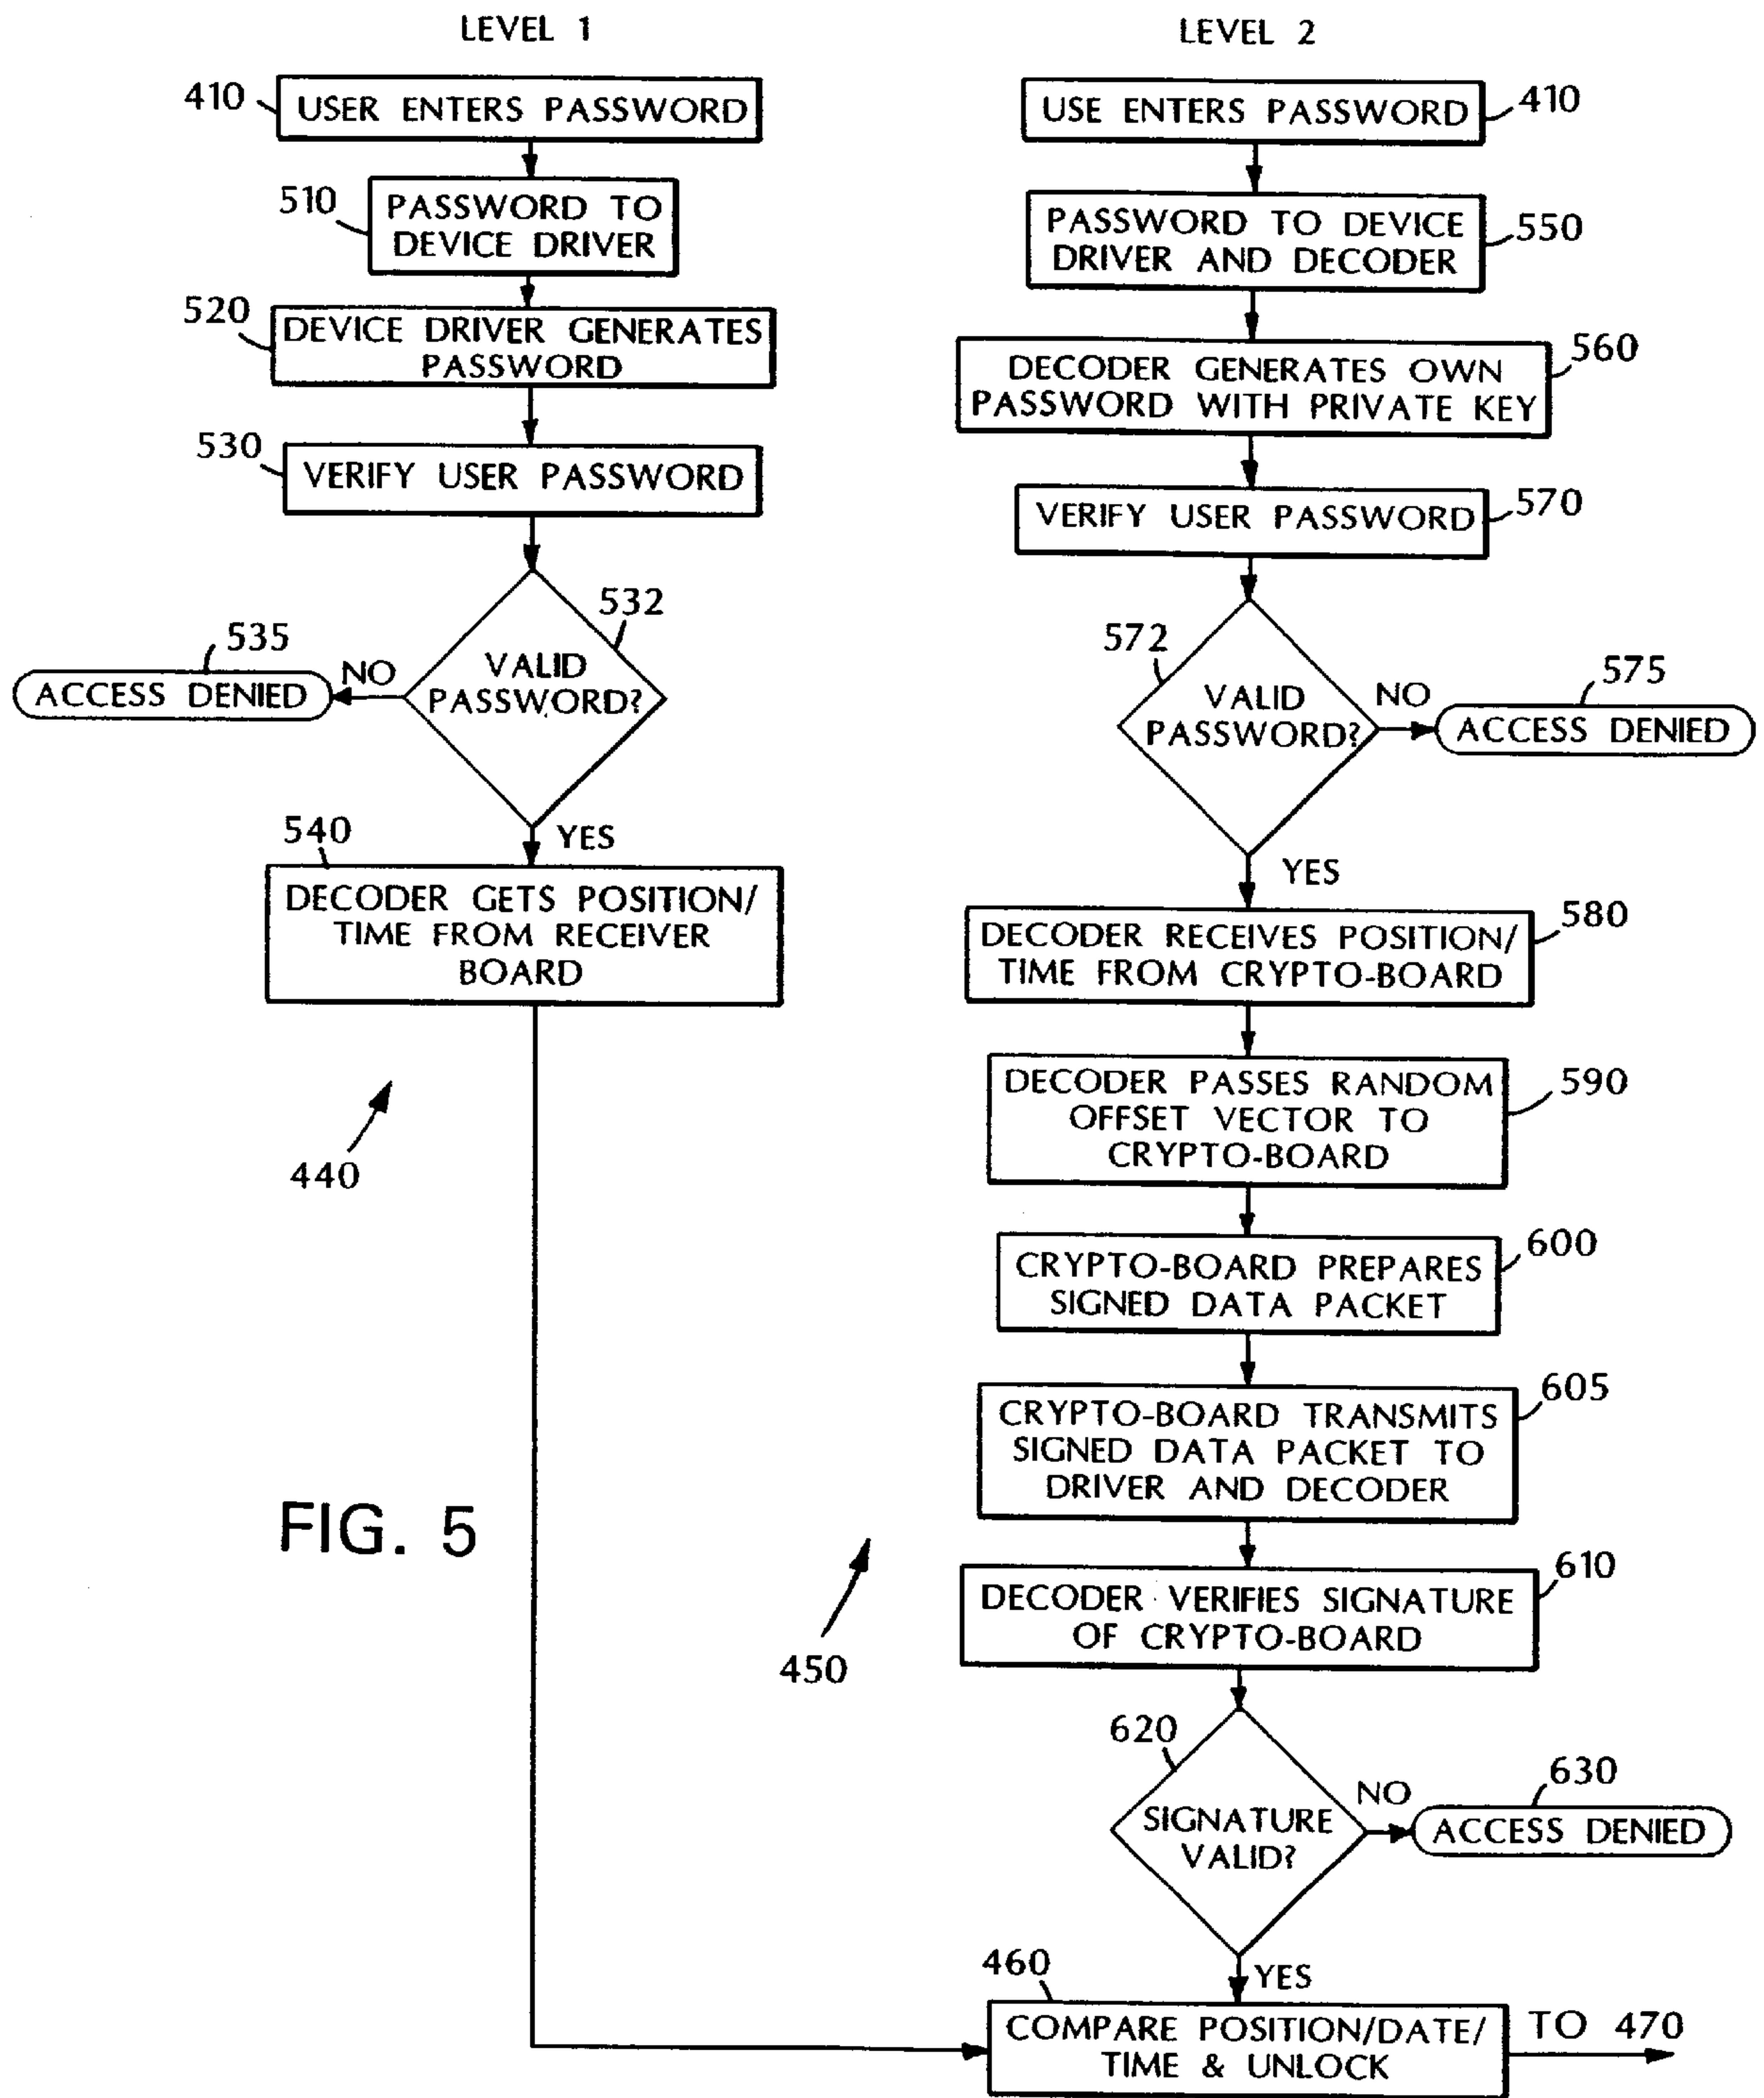 LEVEL 1
410
USER ENTERS PASSWORD
510
PASSWORD TO
DEVICE DRIVER
520
DEVICE DRIVER GENERATES
PASSWORD
530
VERIFY USER PASSWORD
532
VALID
PASSWORD?
535
NO
ACCESS DENIED
YES
540
DECODER GETS POSITION/
TIME FROM RECEIVER
BOARD
440
FIG. 5
LEVEL 2
USE ENTERS PASSWORD
410
PASSWORD TO DEVICE
DRIVER AND DECODER
550
560
DECODER GENERATES OWN
PASSWORD WITH PRIVATE KEY
VERIFY USER PASSWORD
570
572
VALID
PASSWORD?
NO
575
ACCESS DENIED
YES
580
DECODER RECEIVES POSITION/
TIME FROM CRYPTO-BOARD
590
DECODER PASSES RANDOM
OFFSET VECTOR TO
CRYPTO-BOARD
600
CRYPTO-BOARD PREPARES
SIGNED DATA PACKET
605
CRYPTO-BOARD TRANSMITS
SIGNED DATA PACKET TO
DRIVER AND DECODER
450
610
DECODER VERIFIES SIGNATURE
OF CRYPTO-BOARD
620
SIGNATURE
VALID?
NO
630
ACCESS DENIED
YES
460
COMPARE POSITION/DATE/
TIME & UNLOCK
TO 470